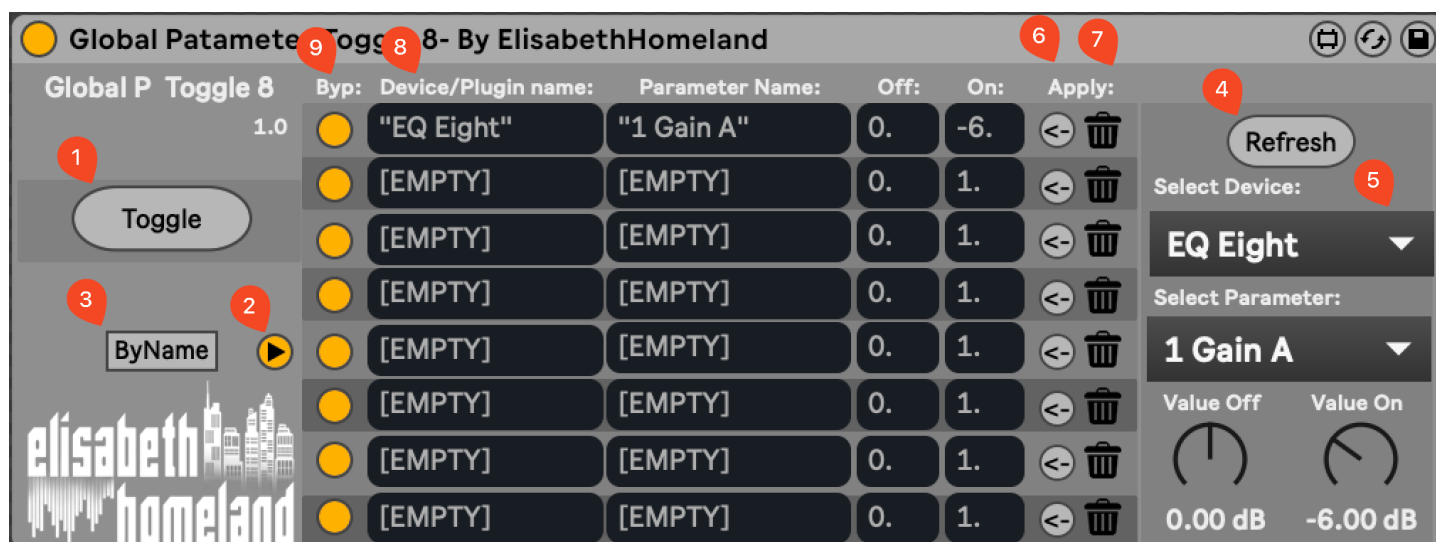 Global Patamete Togg 8- By ElisabethHomeland
9 8 6 7
Global P Toggle 8
1.0
Byp: Device/Plugin name: Parameter Name: Off: On: Apply:
"EQ Eight" "1 Gain A" 0. -6. <-
[EMPTY] [EMPTY] 0. 1. <-
[EMPTY] [EMPTY] 0. 1. <-
[EMPTY] [EMPTY] 0. 1. <-
[EMPTY] [EMPTY] 0. 1. <-
[EMPTY] [EMPTY] 0. 1. <-
[EMPTY] [EMPTY] 0. 1. <-
[EMPTY] [EMPTY] 0. 1. <-
1
Toggle
3 2
ByName
elisabeth
homeland
4
Refresh
5
Select Device:
EQ Eight
Select Parameter:
1 Gain A
Value Off Value On
0.00 dB -6.00 dB